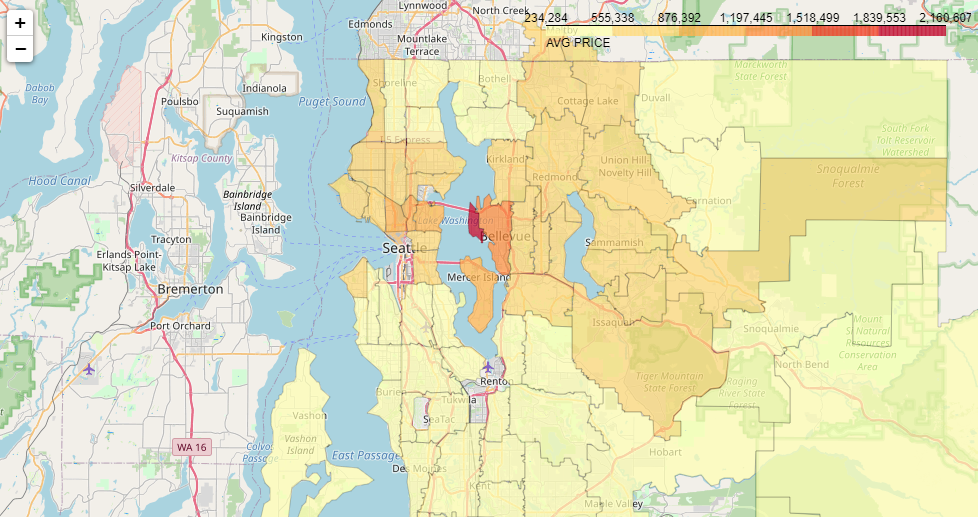 +
−
Lynnwood
North Creek
Edmonds
234,284 555,338 876,392 1,197,445 1,518,499 1,839,553 2,160,607
AVG PRICE
Kingston
Mountlake
Terrace
Marckworth
State Forest
Dabob
Bay
Indianola
Shoreline
Bothell
Poulsbo
Puget Sound
Cottage Lake
Duvall
Suquamish
I-5 Express
South Fork
Tolt Reservoir
Watershed
Kitsap County
Kirkland
Union Hill-
Novelty Hill
Hood Canal
Silverdale
Redmond
Snoqualmie
Forest
Bainbridge
Island
Bainbridge
Island
Carnation
Lake Washington
Tracyton
Bellevue
Seattle
Sammamish
Erlands Point-
Kitsap Lake
Mercer Island
Bremerton
Port Orchard
Issaquah
Snoqualmie
Mount
Si Natural
Resources
Conservation
Area
North Bend
Renton
Tiger Mountain
State Forest
Raging
River State
Forest
Burien
Tukwila
Vashon
SeaTac
WA 16
Vashon
Island
Colvos
Passage
East Passage
Hobart
Des Moines
Kent
Maple Valley